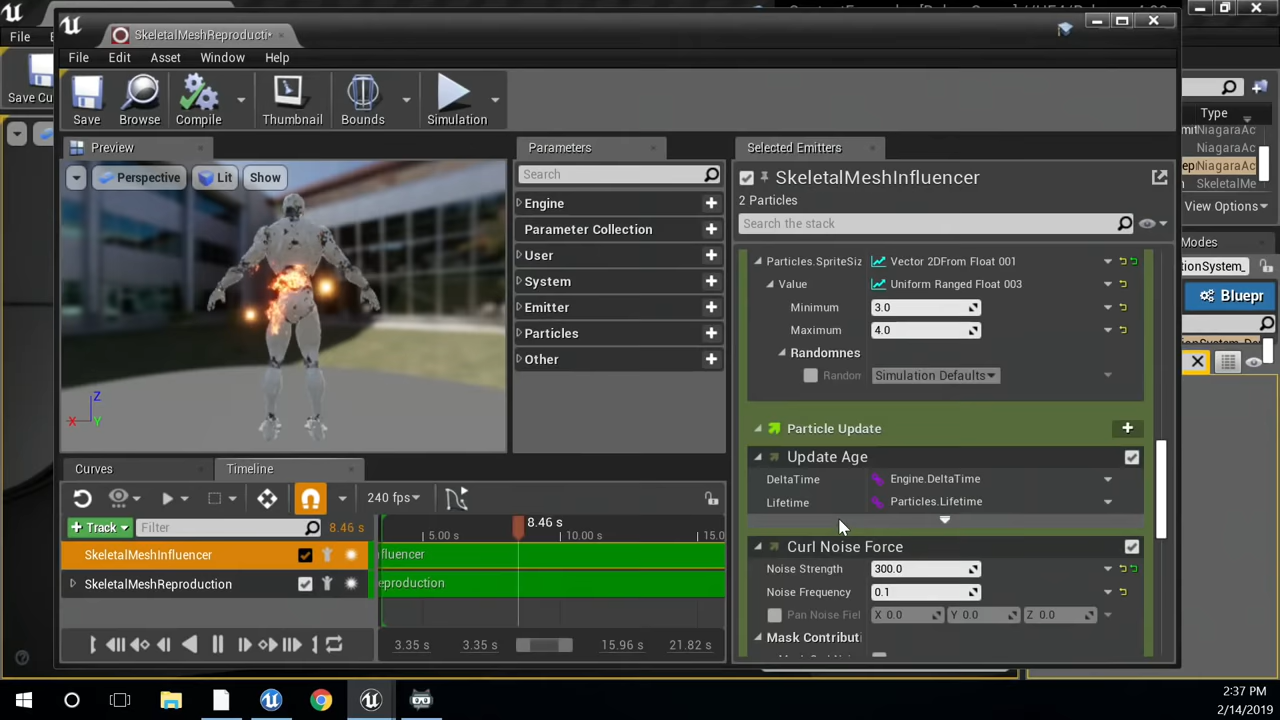 SkeletalMeshReproducti*
File Edit Asset Window Help
File
Save Browse Compile Thumbnail Bounds Simulation
Save Cu
Preview Parameters Selected Emitters
Perspective Lit Show
Search
SkeletalMeshInfluencer
2 Particles
Search the stack
Engine
Parameter Collection
User
System
Emitter
Particles
Other
Particles.SpriteSiz Vector 2DFrom Float 001
Value Uniform Ranged Float 003
Minimum 3.0
Maximum 4.0
Randomnes
Random Simulation Defaults
Particle Update
Update Age
DeltaTime Engine.DeltaTime
Lifetime Particles.Lifetime
Curl Noise Force
Noise Strength 300.0
Noise Frequency 0.1
Pan Noise Fiel X 0.0 Y 0.0 Z 0.0
Mask Contributi
Z
X Y
Curves Timeline
240 fps
Track Filter 8.46 s
8.46 s
5.00 s 10.00 s 15.0
SkeletalMeshInfluencer
fluencer
SkeletalMeshReproduction
eproduction
3.35 s 3.35 s 15.96 s 21.82 s
Type
NiagaraAc
NiagaraAc
NiagaraAc
SkeletalMe
View Options
Modes
tionSystem_
Bluepr
2:37 PM
2/14/2019